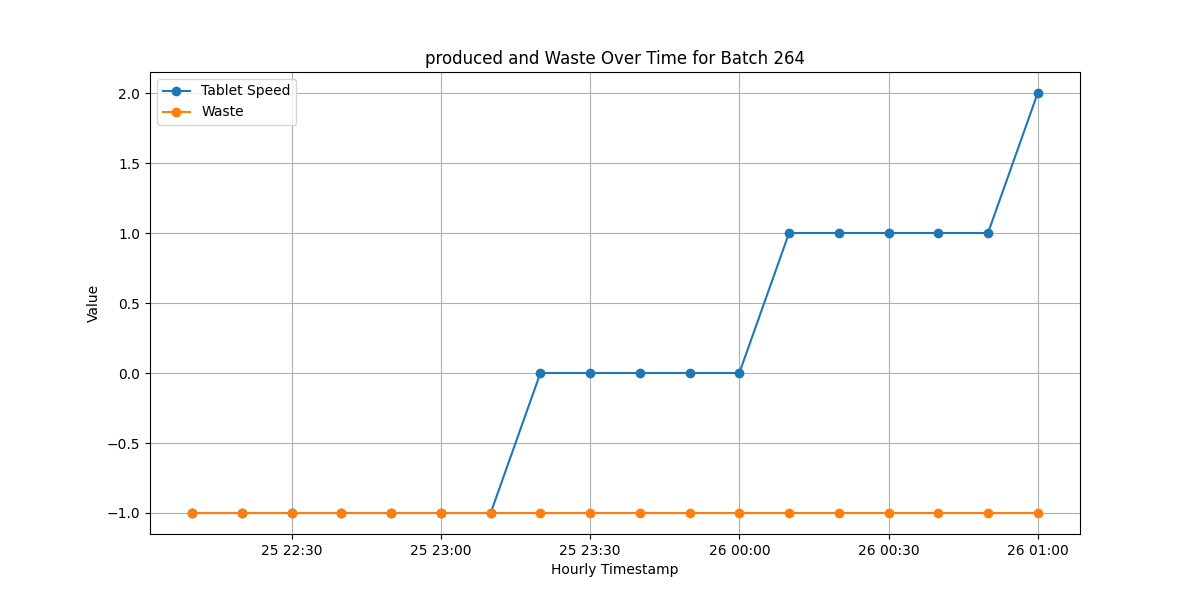 produced and Waste Over Time for Batch 264
Tablet Speed
Waste
2.0
1.5
1.0
0.5
0.0
−0.5
−1.0
Value
25 22:30 25 23:00 25 23:30 26 00:00 26 00:30 26 01:00
Hourly Timestamp